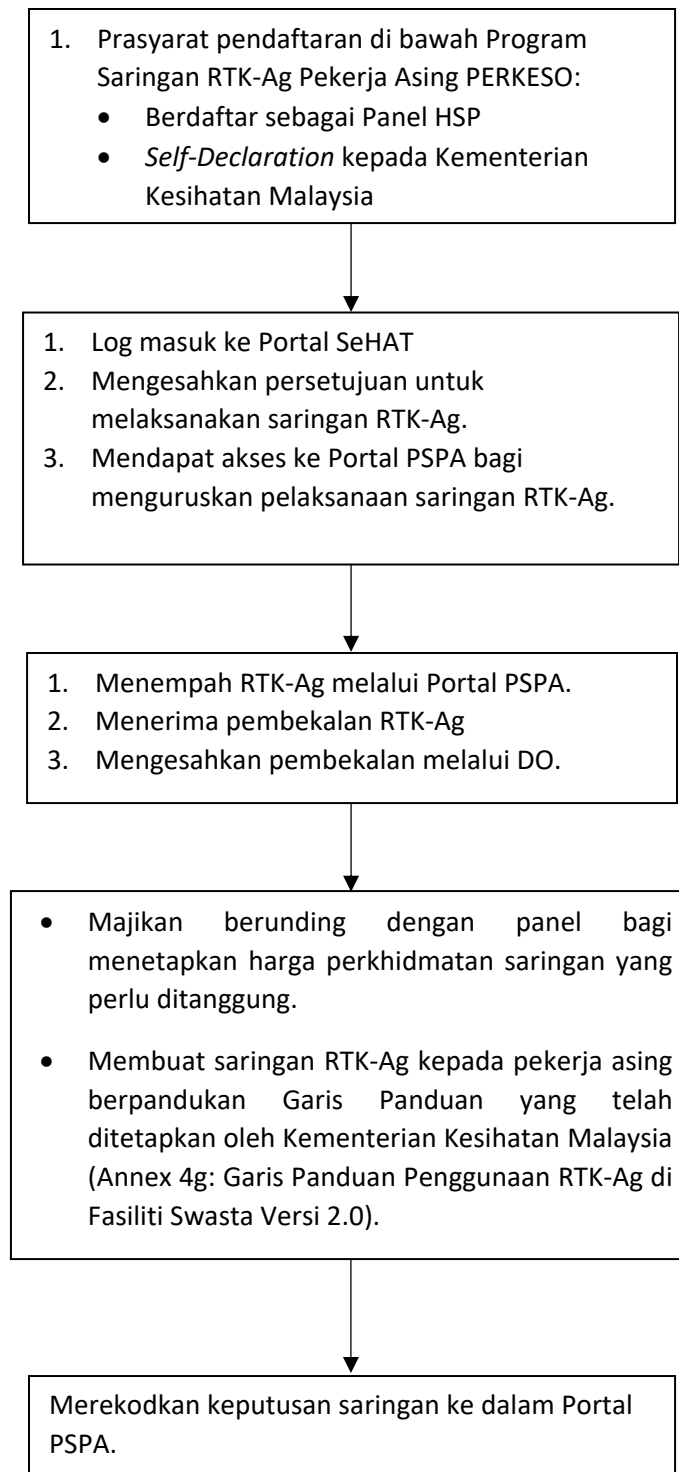 1. Prasyarat pendaftaran di bawah Program
Saringan RTK-Ag Pekerja Asing PERKESO:
• Berdaftar sebagai Panel HSP
• Self-Declaration kepada Kementerian
Kesihatan Malaysia
1. Log masuk ke Portal SeHAT
2. Mengesahkan persetujuan untuk
melaksanakan saringan RTK-Ag.
3. Mendapat akses ke Portal PSPA bagi
menguruskan pelaksanaan saringan RTK-Ag.
1. Menempah RTK-Ag melalui Portal PSPA.
2. Menerima pembekalan RTK-Ag
3. Mengesahkan pembekalan melalui DO.
• Majikan berunding dengan panel bagi
menetapkan harga perkhidmatan saringan yang
perlu ditanggung.
• Membuat saringan RTK-Ag kepada pekerja asing
berpandukan Garis Panduan yang telah
ditetapkan oleh Kementerian Kesihatan Malaysia
(Annex 4g: Garis Panduan Penggunaan RTK-Ag di
Fasiliti Swasta Versi 2.0).
Merekodkan keputusan saringan ke dalam Portal
PSPA.